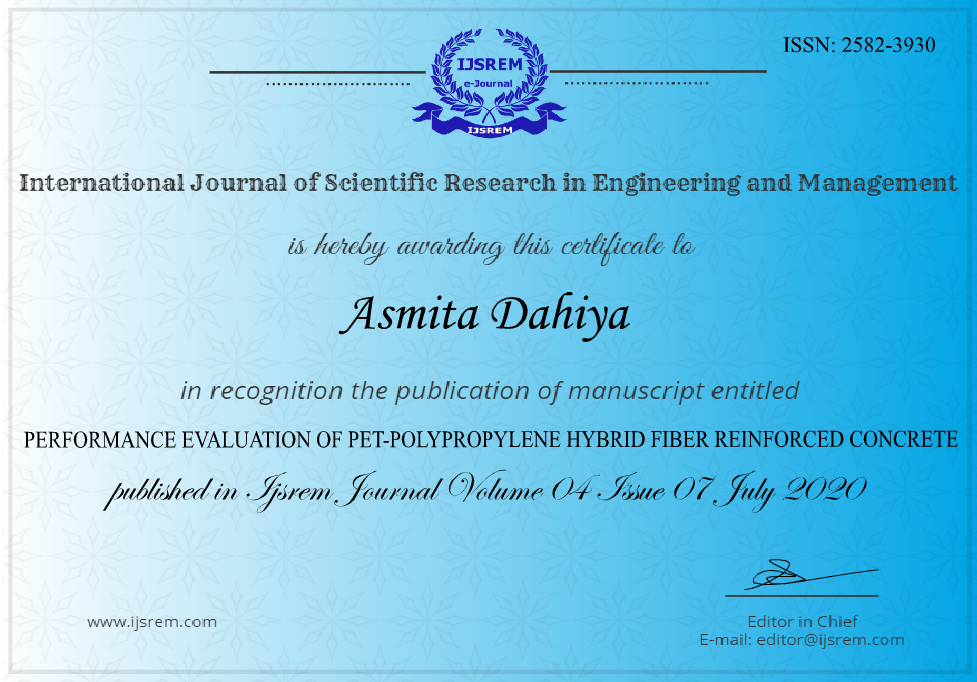 ISSN: 2582-3930
IJSREM
e-Journal
IJSREM
International Journal of Scientific Research in Engineering and Management
is hereby awarding this certificate to
Asmita Dahiya
in recognition the publication of manuscript entitled
PERFORMANCE EVALUATION OF PET-POLYPROPYLENE HYBRID FIBER REINFORCED CONCRETE
published in Ijsrem Journal Volume 04 Issue 07 July 2020
www.ijsrem.com
Editor in Chief
E-mail: editor@ijsrem.com